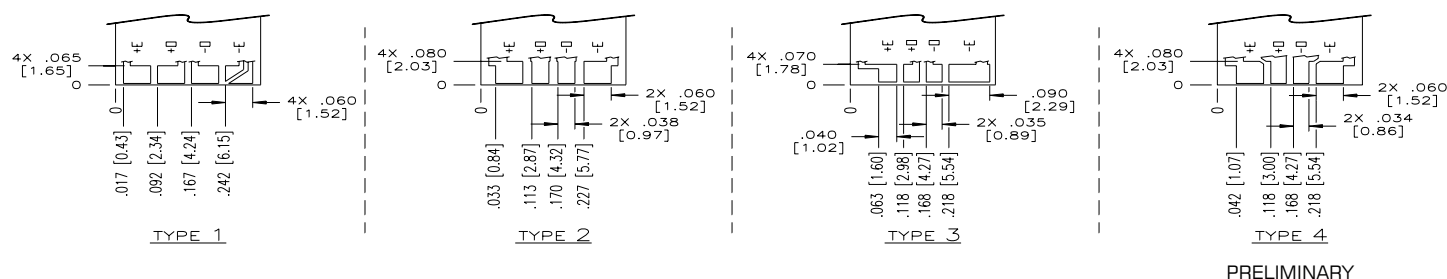 +E +▯ -▯ -E
4X .065
[1.65]
0
0
4X .060
[1.52]
.017 [0.43]
.092 [2.34]
.167 [4.24]
.242 [6.15]
TYPE 1
+E +▯ -▯ -E
4X .080
[2.03]
0
0
2X .060
[1.52]
2X .038
[0.97]
.033 [0.84]
.113 [2.87]
.170 [4.32]
.227 [5.77]
TYPE 2
+E +▯ -▯ -E
4X .070
[1.78]
0
0
.090
[2.29]
2X .035
[0.89]
.040
[1.02]
.063 [1.60]
.118 [2.98]
.168 [4.27]
.218 [5.54]
TYPE 3
+E +▯ -▯ -E
4X .080
[2.03]
0
0
2X .060
[1.52]
2X .034
[0.86]
.042 [1.07]
.118 [3.00]
.168 [4.27]
.218 [5.54]
TYPE 4
PRELIMINARY